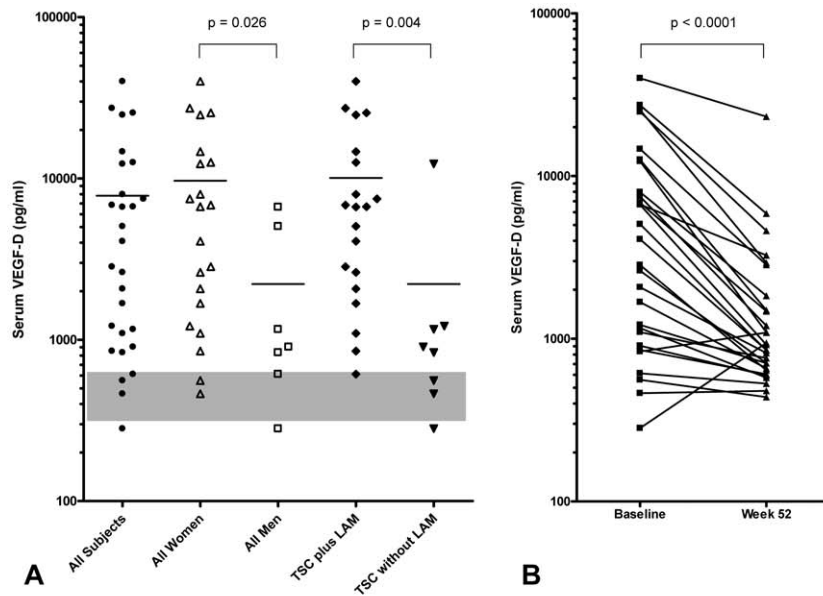 p = 0.026
p = 0.004
Serum VEGF-D (pg/ml)
100000
10000
1000
100
All Subjects
All Women
All Men
TSC plus LAM
TSC without LAM
A
p < 0.0001
Serum VEGF-D (pg/ml)
100000
10000
1000
100
Baseline
Week 52
B